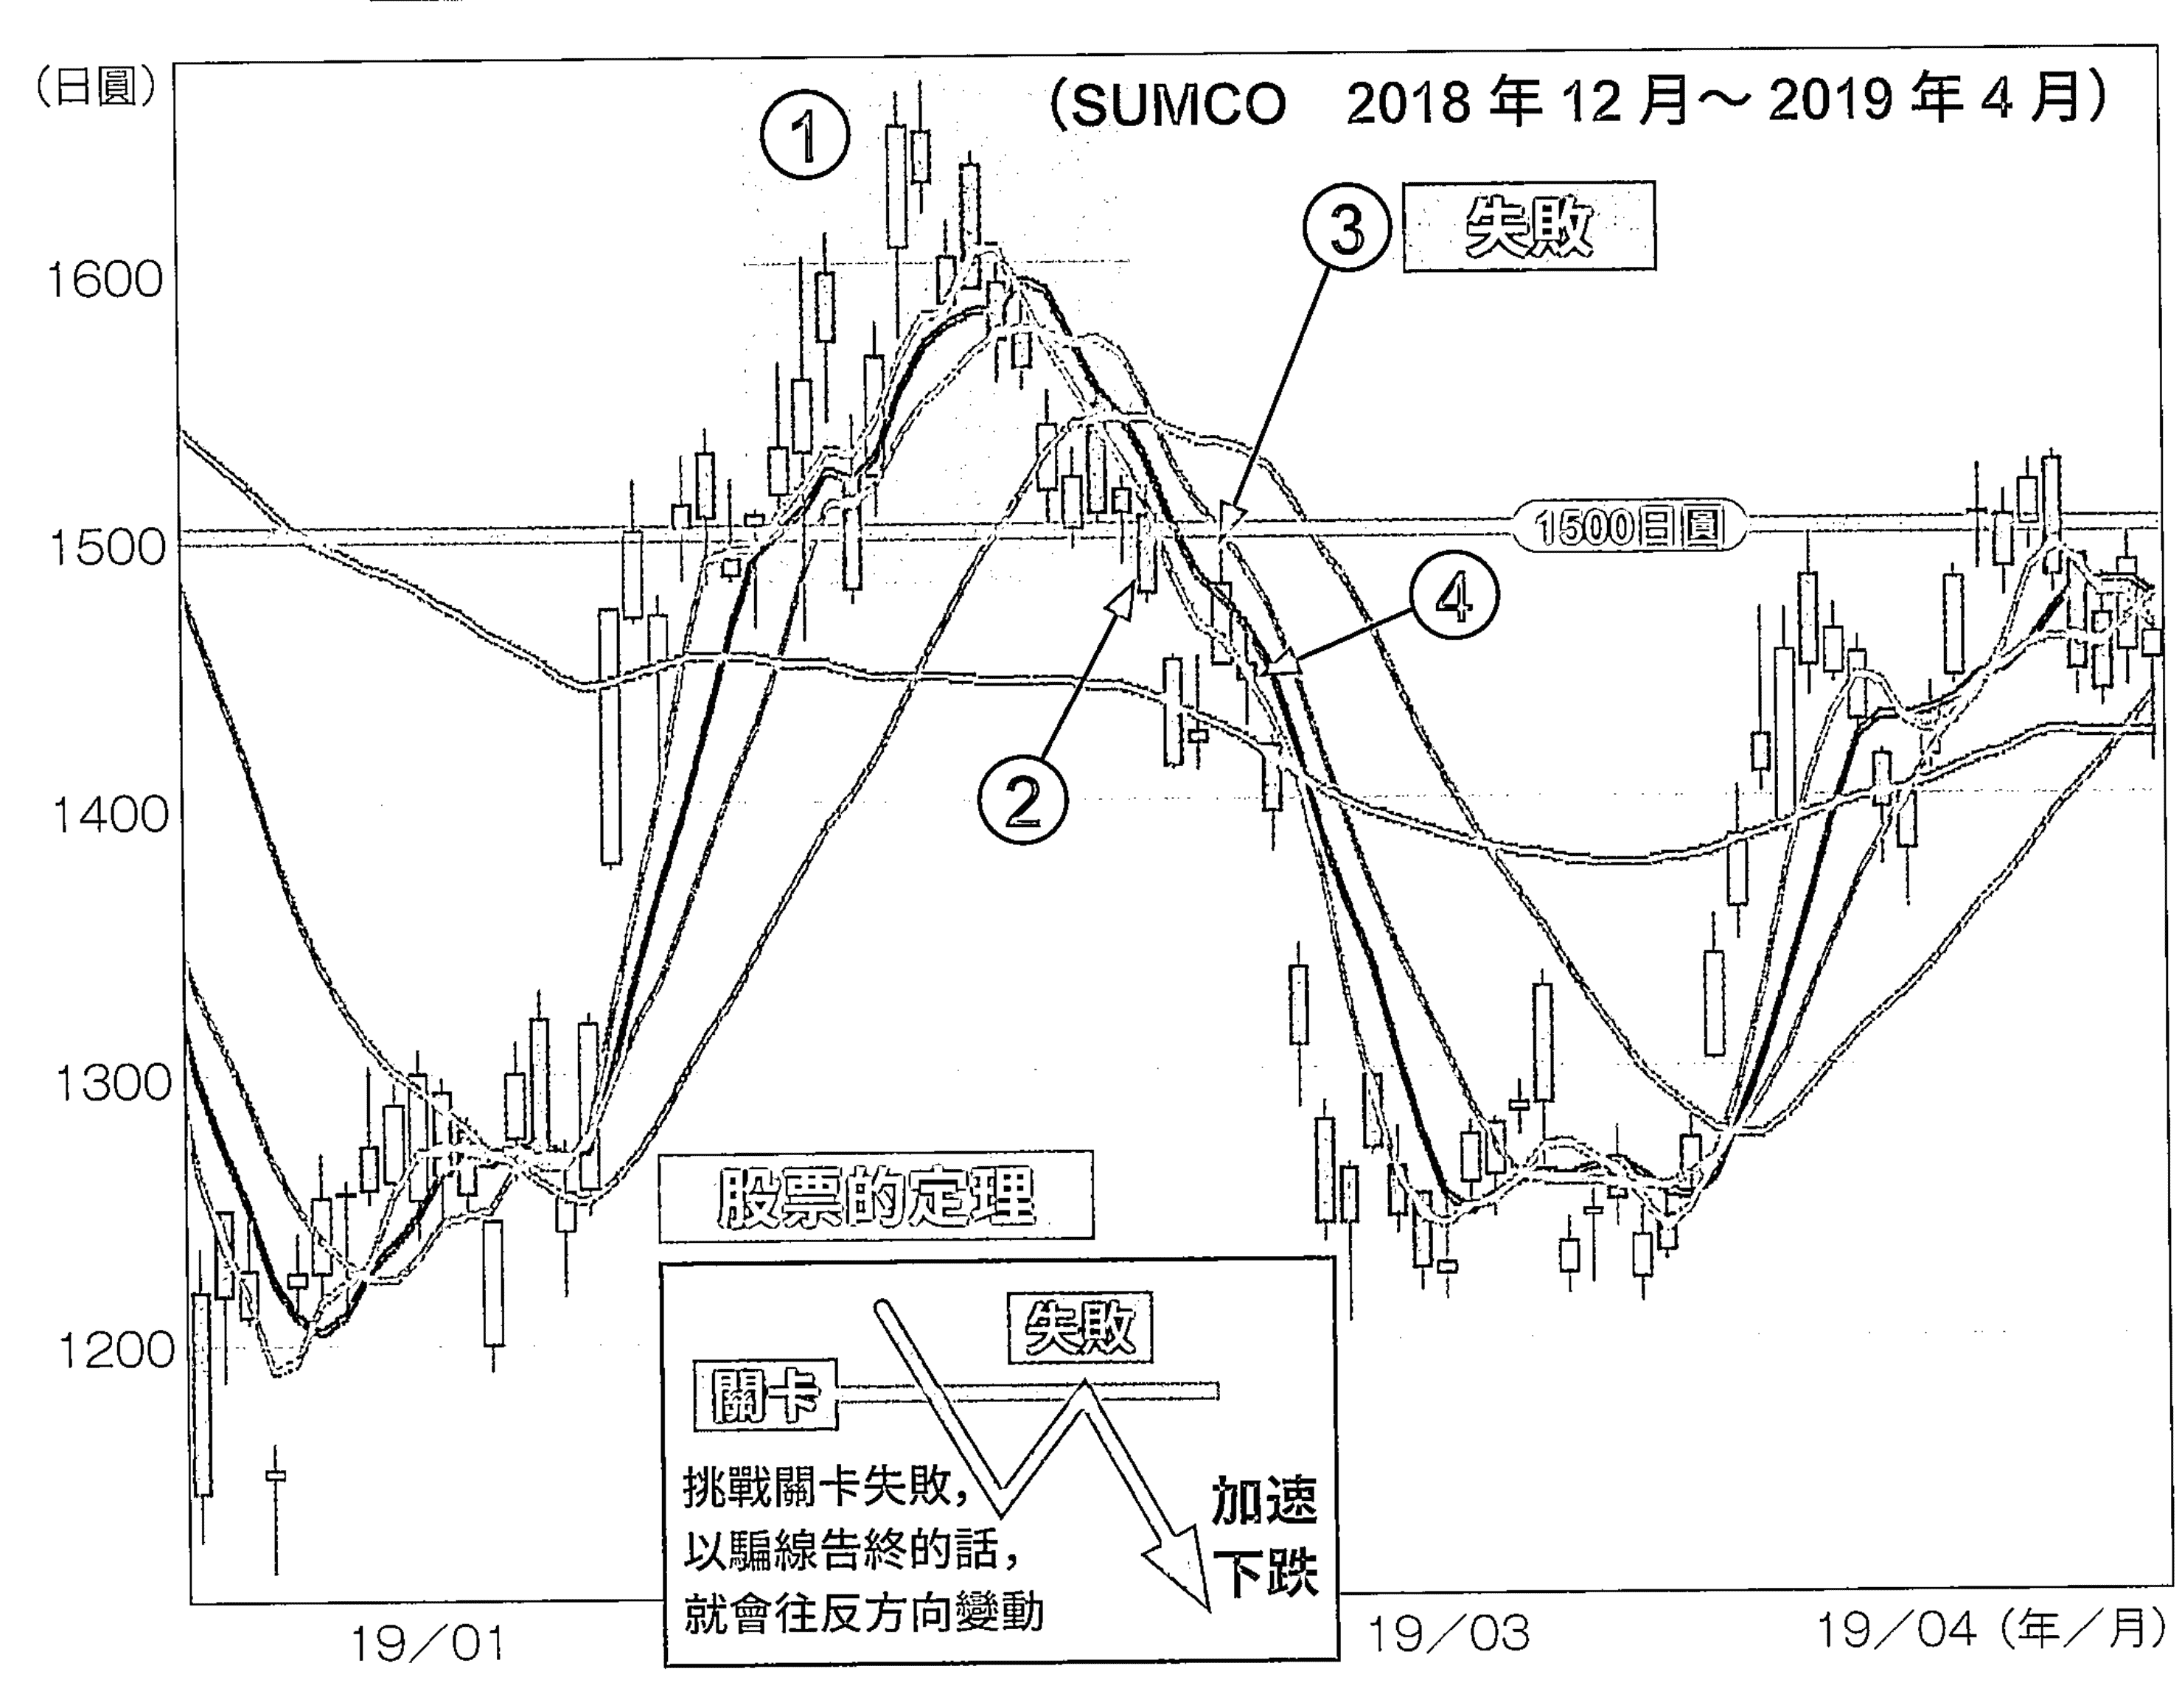 (日圓)
(SUMCO 2018 年 12 月～ 2019 年 4 月)
①
③ 失敗
1600
1500
1500日圓
④
②
1400
1300
股票的定理
1200
失敗
關卡
挑戰關卡失敗，
以騙線告終的話，
就會往反方向變動
加速
下跌
19／01
19／03
19／04 (年／月)